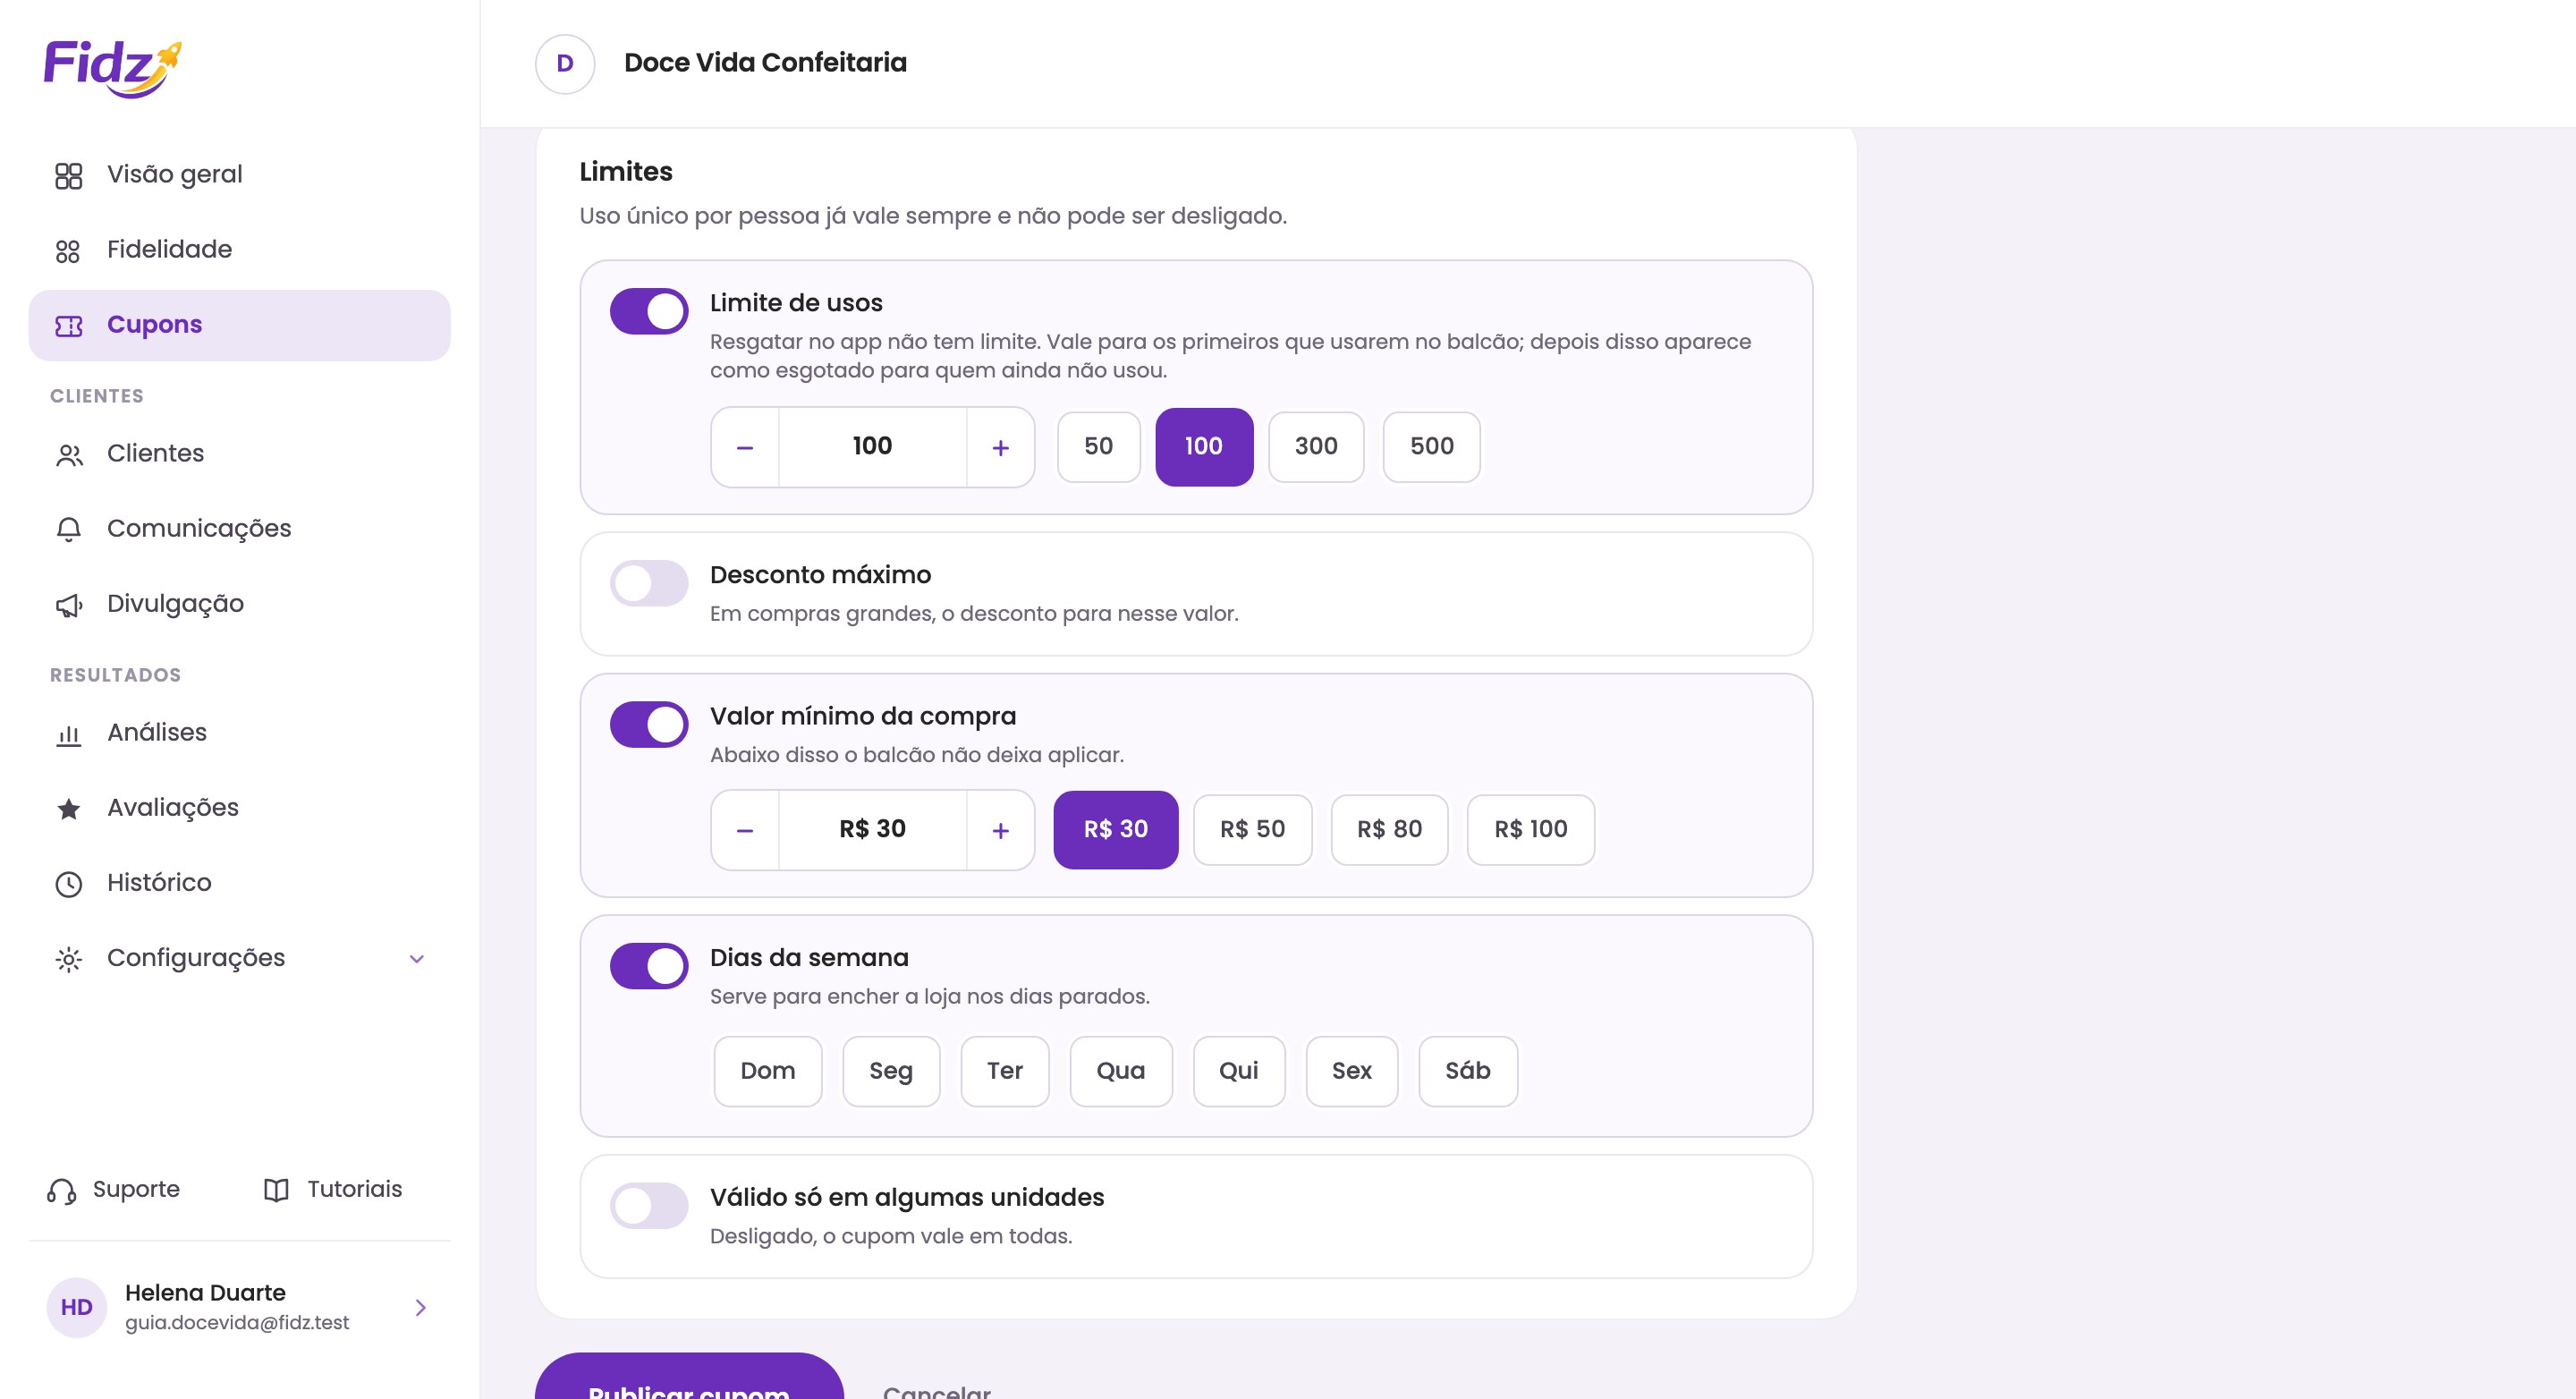 Fidz
D
Doce Vida Confeitaria
Visão geral
Fidelidade
Cupons
CLIENTES
Clientes
Comunicações
Divulgação
RESULTADOS
Análises
Avaliações
Histórico
Configurações
Suporte
Tutoriais
HD
Helena Duarte
guia.docevida@fidz.test
Limites
Uso único por pessoa já vale sempre e não pode ser desligado.
Limite de usos
Resgatar no app não tem limite. Vale para os primeiros que usarem no balcão; depois disso aparece
como esgotado para quem ainda não usou.
− 100 + 50 100 300 500
Desconto máximo
Em compras grandes, o desconto para nesse valor.
Valor mínimo da compra
Abaixo disso o balcão não deixa aplicar.
− R$ 30 + R$ 30 R$ 50 R$ 80 R$ 100
Dias da semana
Serve para encher a loja nos dias parados.
Dom Seg Ter Qua Qui Sex Sáb
Válido só em algumas unidades
Desligado, o cupom vale em todas.
Publicar cupom Cancelar